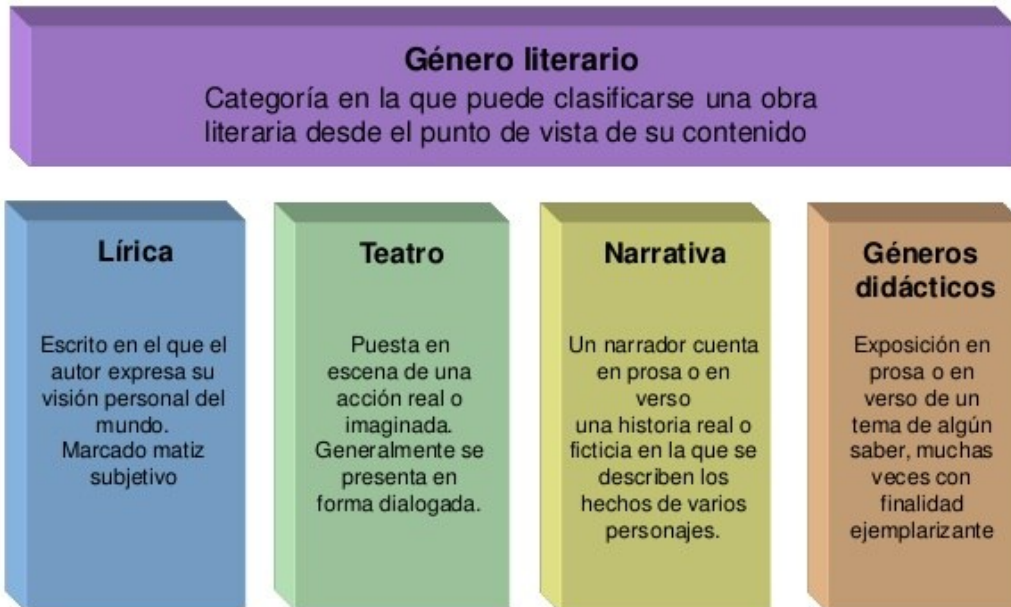 Género literario
Categoría en la que puede clasificarse una obra
literaria desde el punto de vista de su contenido
Lírica
Escrito en el que el
autor expresa su
visión personal del
mundo.
Marcado matiz
subjetivo
Teatro
Puesta en
escena de una
acción real o
imaginada.
Generalmente se
presenta en
forma dialogada.
Narrativa
Un narrador cuenta
en prosa o en
verso
una historia real o
ficticia en la que se
describen los
hechos de varios
personajes.
Géneros
didácticos
Exposición en
prosa o en
verso de un
tema de algún
saber, muchas
veces con
finalidad
ejemplarizante